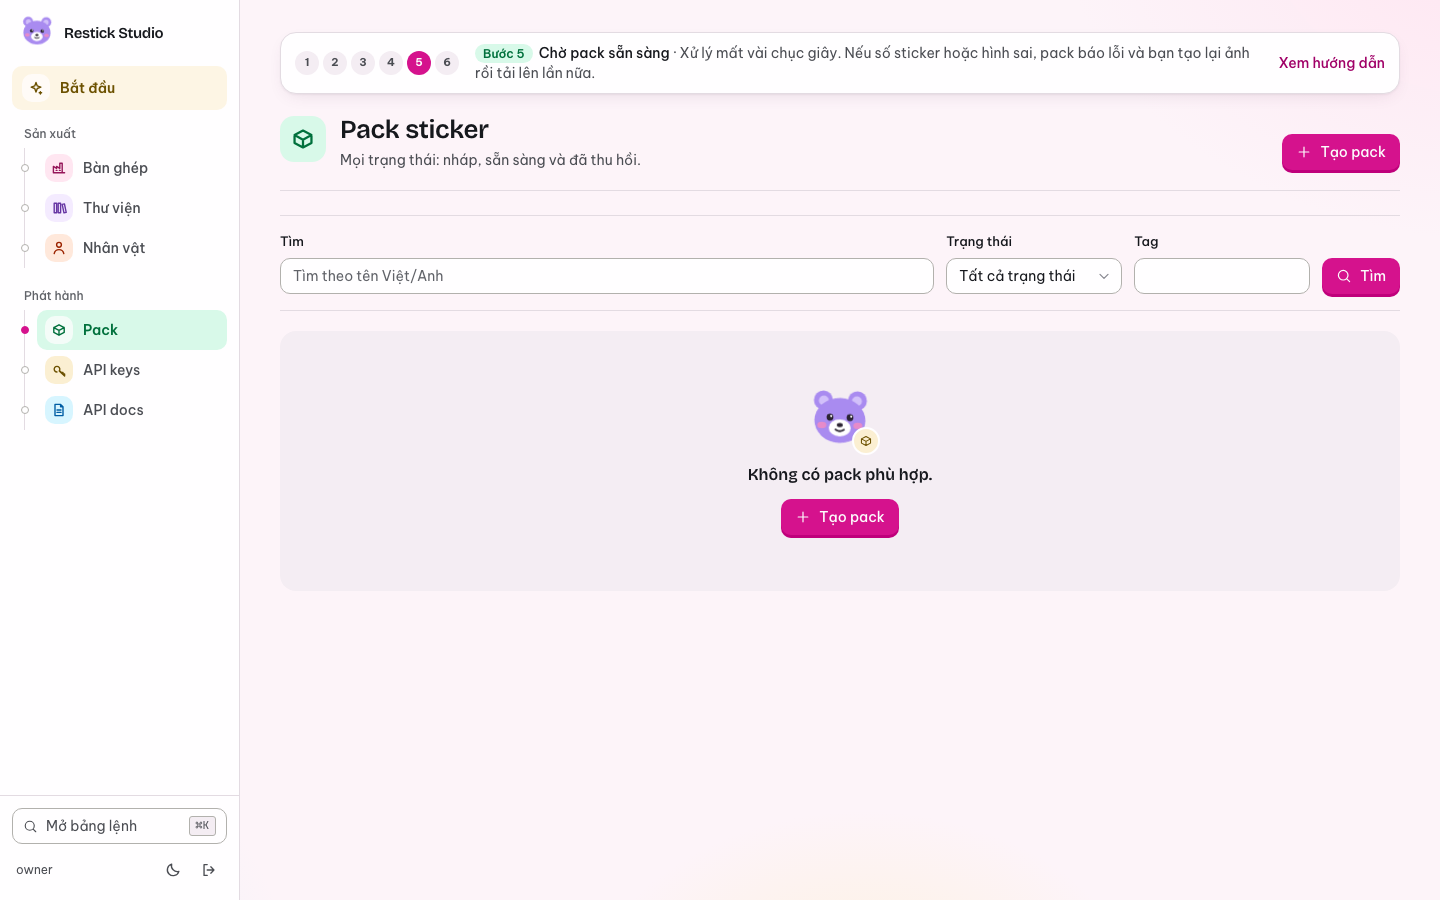 Restick Studio
Bắt đầu
Sản xuất
Bàn ghép
Thư viện
Nhân vật
Phát hành
Pack
API keys
API docs
Mở bảng lệnh ⌘K
owner
1 2 3 4 5 6
Bước 5 Chờ pack sẵn sàng · Xử lý mất vài chục giây. Nếu số sticker hoặc hình sai, pack báo lỗi và bạn tạo lại ảnh
rồi tải lên lần nữa.
Xem hướng dẫn
Pack sticker
Mọi trạng thái: nháp, sẵn sàng và đã thu hồi.
Tạo pack
Tìm
Tìm theo tên Việt/Anh
Trạng thái
Tất cả trạng thái
Tag
Tìm
Không có pack phù hợp.
Tạo pack